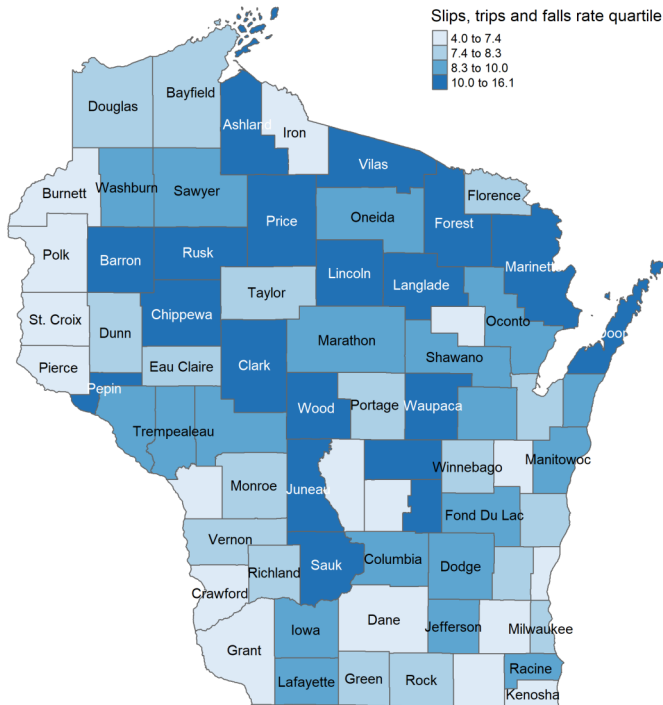 Slips, trips and falls rate quartile
4.0 to 7.4
7.4 to 8.3
8.3 to 10.0
10.0 to 16.1
Bayfield
Douglas
Ashland
Iron
Vilas
Burnett
Washburn
Sawyer
Florence
Price
Oneida
Forest
Polk
Barron
Rusk
Lincoln
Langlade
Marinett
Taylor
Chippewa
St. Croix
Dunn
Oconto
Door
Marathon
Shawano
Pierce
Eau Claire
Clark
Pepin
Wood
Portage
Waupaca
Trempealeau
Winnebago
Manitowoc
Monroe
Juneau
Fond Du Lac
Vernon
Sauk
Columbia
Dodge
Richland
Crawford
Dane
Iowa
Jefferson
Milwaukee
Grant
Racine
Lafayette
Green
Rock
Kenosha